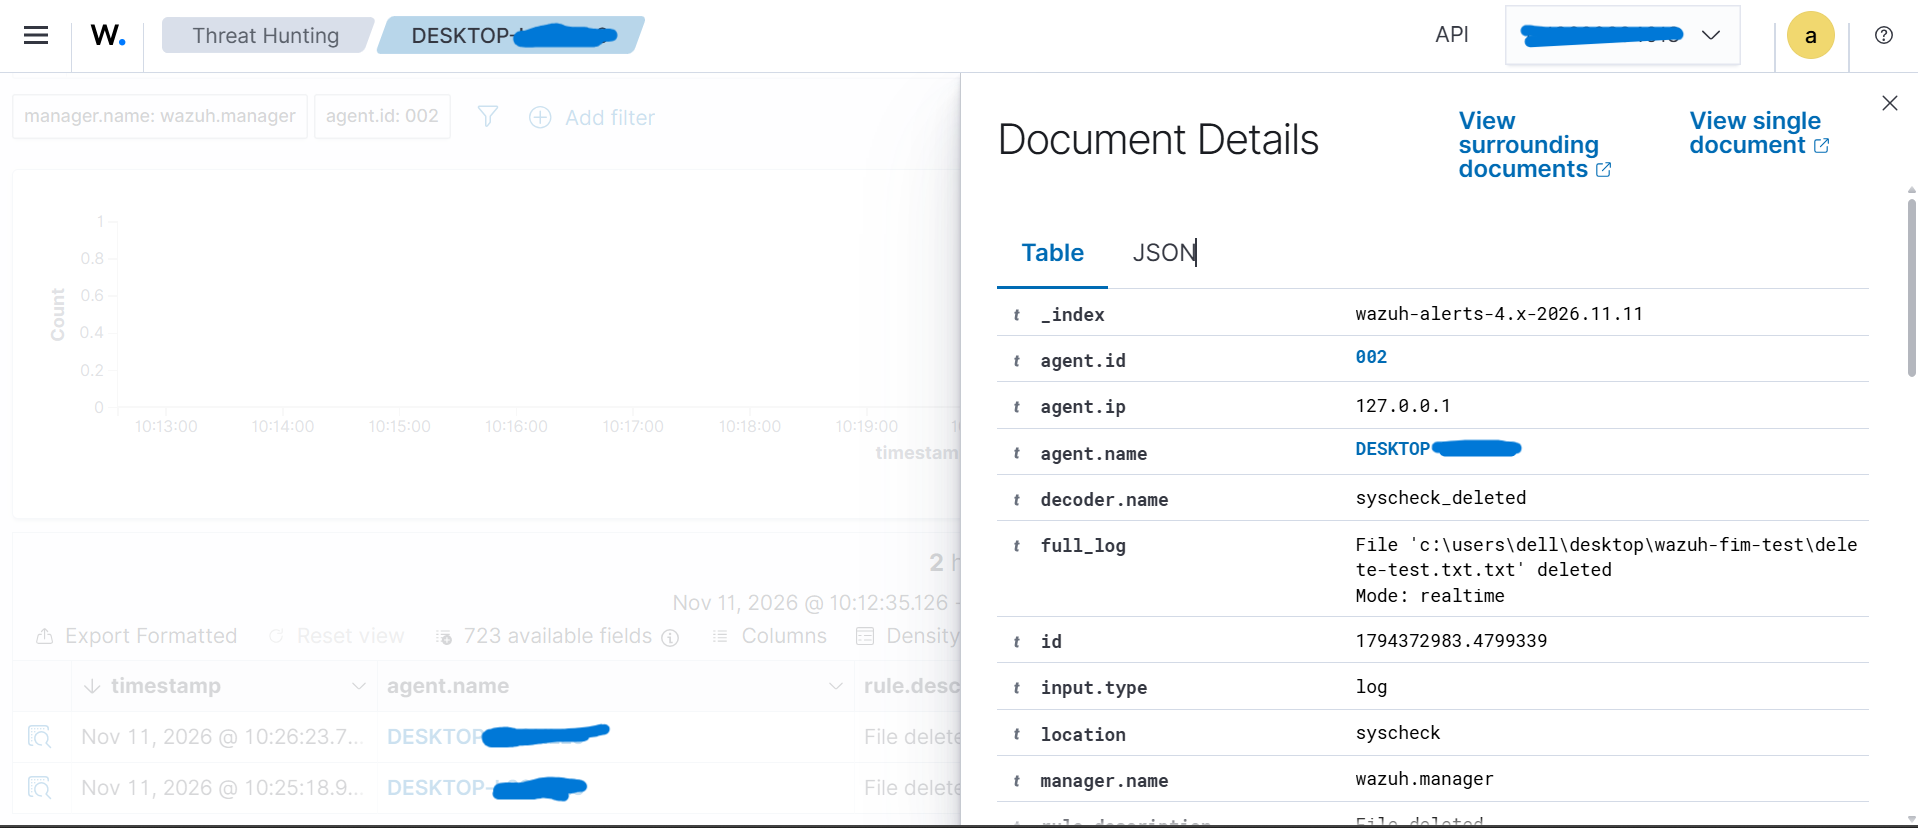 W.
Threat Hunting
DESKTOP-
API
a
manager.name: wazuh.manager
agent.id: 002
Add filter
Count
1
0.8
0.6
0.4
0.2
0
10:13:00
10:14:00
10:15:00
10:16:00
10:17:00
10:18:00
10:19:00
timestam
2 h
Nov 11, 2026 @ 10:12:35.126 -
Export Formatted
Reset view
723 available fields
Columns
Density
timestamp
agent.name
rule.desc
Nov 11, 2026 @ 10:26:23.7...
DESKTOP
File delete
Nov 11, 2026 @ 10:25:18.9...
DESKTOP-
File delete
Document Details
View
surrounding
documents
View single
document
Table
JSON
t _index wazuh-alerts-4.x-2026.11.11
t agent.id 002
t agent.ip 127.0.0.1
t agent.name DESKTOP
t decoder.name syscheck_deleted
t full_log File 'c:\users\dell\desktop\wazuh-fim-test\dele
te-test.txt.txt' deleted
Mode: realtime
t id 1794372983.4799339
t input.type log
t location syscheck
t manager.name wazuh.manager
rule.description File deleted